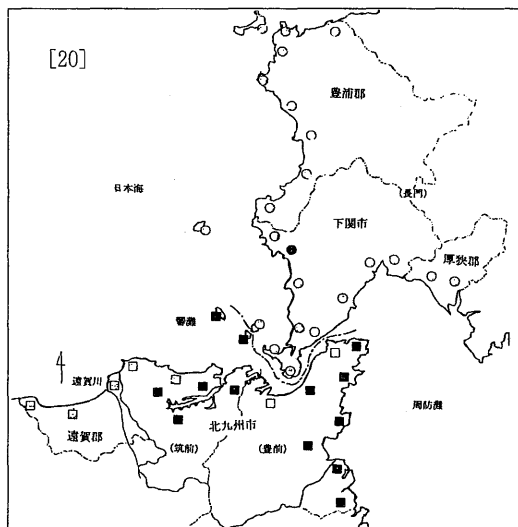 [20]
豊浦郡
日本海
(長門)
下関市
厚狭郡
響灘
遠賀川
周防灘
北九州市
遠賀郡
(筑前)
(豊前)